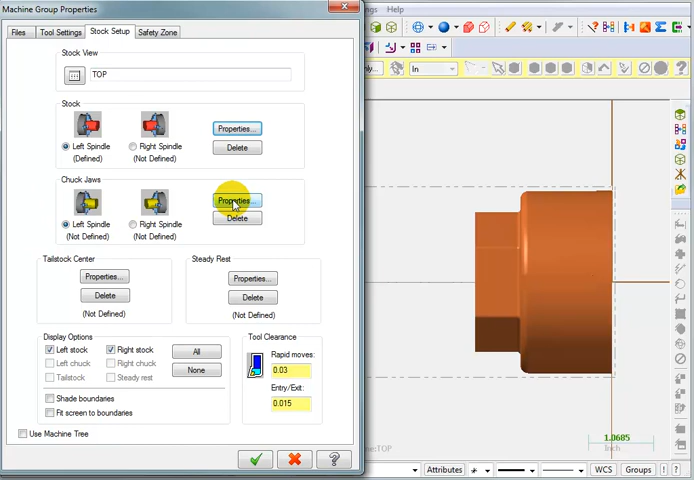 Machine Group Properties
Files
Tool Settings
Stock Setup
Safety Zone
Stock View
TOP
Stock
Left Spindle
(Defined)
Right Spindle
(Not Defined)
Properties...
Delete
Chuck Jaws
Left Spindle
(Not Defined)
Right Spindle
(Not Defined)
Properties...
Delete
Tailstock Center
Properties...
Delete
(Not Defined)
Steady Rest
Properties...
Delete
(Not Defined)
Display Options
Left stock
Right stock
All
Left chuck
Right chuck
Tailstock
Steady rest
None
Shade boundaries
Fit screen to boundaries
Tool Clearance
Rapid moves:
0.03
Entry/Exit:
0.015
Use Machine Tree
Help
In
1.0685
Inch
Attributes
WCS
Groups
?